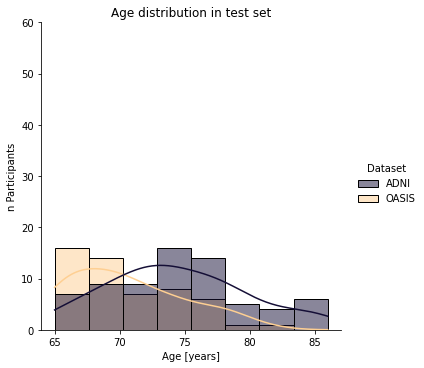 Age distribution in test set
60
50
40
30
20
10
0
n Participants
65 70 75 80 85
Age [years]
Dataset
ADNI
OASIS